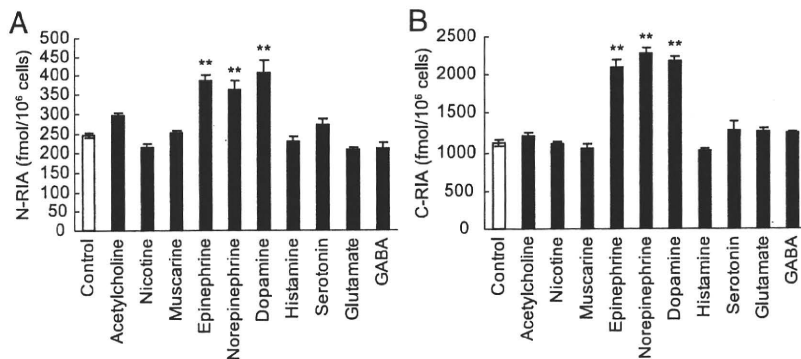 A
N-RIA (fmol/10⁶ cells)
500
450
400
350
300
250
200
150
100
50
0
** ** **
Control
Acetylcholine
Nicotine
Muscarine
Epinephrine
Norepinephrine
Dopamine
Histamine
Serotonin
Glutamate
GABA
B
C-RIA (fmol/10⁶ cells)
2500
2000
1500
1000
500
0
** ** **
Control
Acetylcholine
Nicotine
Muscarine
Epinephrine
Norepinephrine
Dopamine
Histamine
Serotonin
Glutamate
GABA